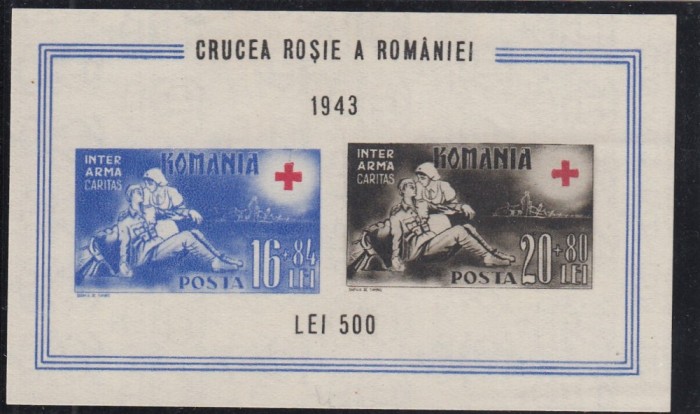 CRUCEA ROȘIE A ROMÂNIEI
1943
INTER
ARMA
CARITAS
ROMANIA
16+84
LEI
POSTA
INTER
ARMA
CARITAS
ROMANIA
20+80
LEI
POSTA
LEI 500